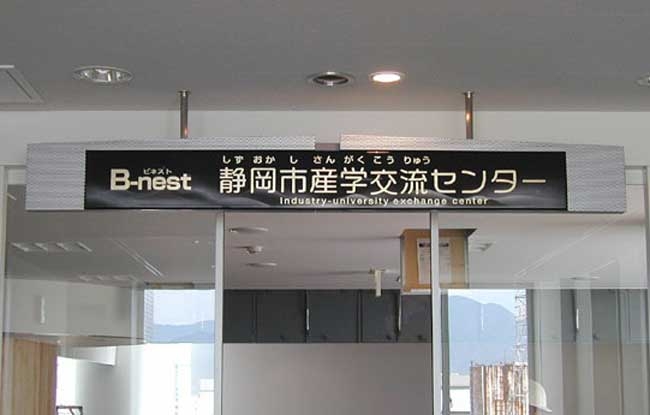 ビネスト
B-nest
しず おか し さん がく こう りゅう
静岡市産学交流センター
Industry-university exchange center